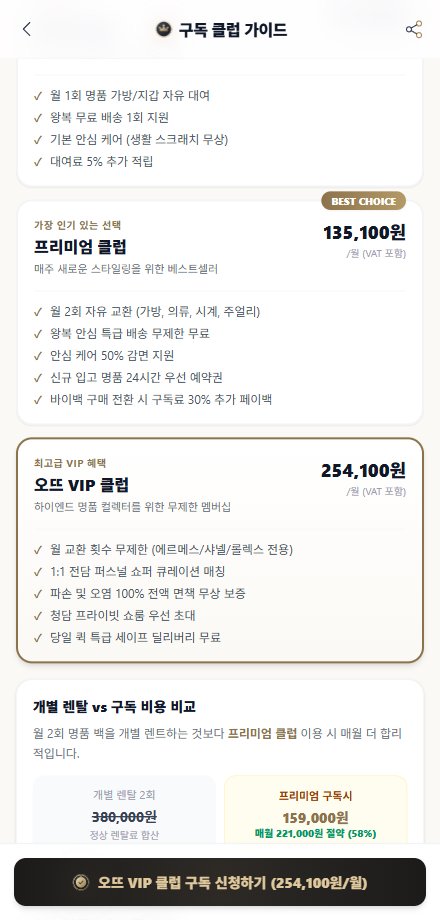 구독 클럽 가이드
✓ 월 1회 명품 가방/지갑 자유 대여
✓ 왕복 무료 배송 1회 지원
✓ 기본 안심 케어 (생활 스크래치 무상)
✓ 대여료 5% 추가 적립
BEST CHOICE
가장 인기 있는 선택
프리미엄 클럽
135,100원
/월 (VAT 포함)
매주 새로운 스타일링을 위한 베스트셀러
✓ 월 2회 자유 교환 (가방, 의류, 시계, 주얼리)
✓ 왕복 안심 특급 배송 무제한 무료
✓ 안심 케어 50% 감면 지원
✓ 신규 입고 명품 24시간 우선 예약권
✓ 바이백 구매 전환 시 구독료 30% 추가 페이백
최고급 VIP 혜택
오뜨 VIP 클럽
254,100원
/월 (VAT 포함)
하이엔드 명품 컬렉터를 위한 무제한 멤버십
✓ 월 교환 횟수 무제한 (에르메스/샤넬/롤렉스 전용)
✓ 1:1 전담 퍼스널 쇼퍼 큐레이션 매칭
✓ 파손 및 오염 100% 전액 면책 무상 보증
✓ 청담 프라이빗 쇼룸 우선 초대
✓ 당일 퀵 특급 세이프 딜리버리 무료
개별 렌탈 vs 구독 비용 비교
월 2회 명품 백을 개별 렌트하는 것보다 프리미엄 클럽 이용 시 매월 더 합리
적입니다.
개별 렌탈 2회
380,000원
정상 렌탈료 합산
프리미엄 구독시
159,000원
매월 221,000원 절약 (58%)
오뜨 VIP 클럽 구독 신청하기 (254,100원/월)